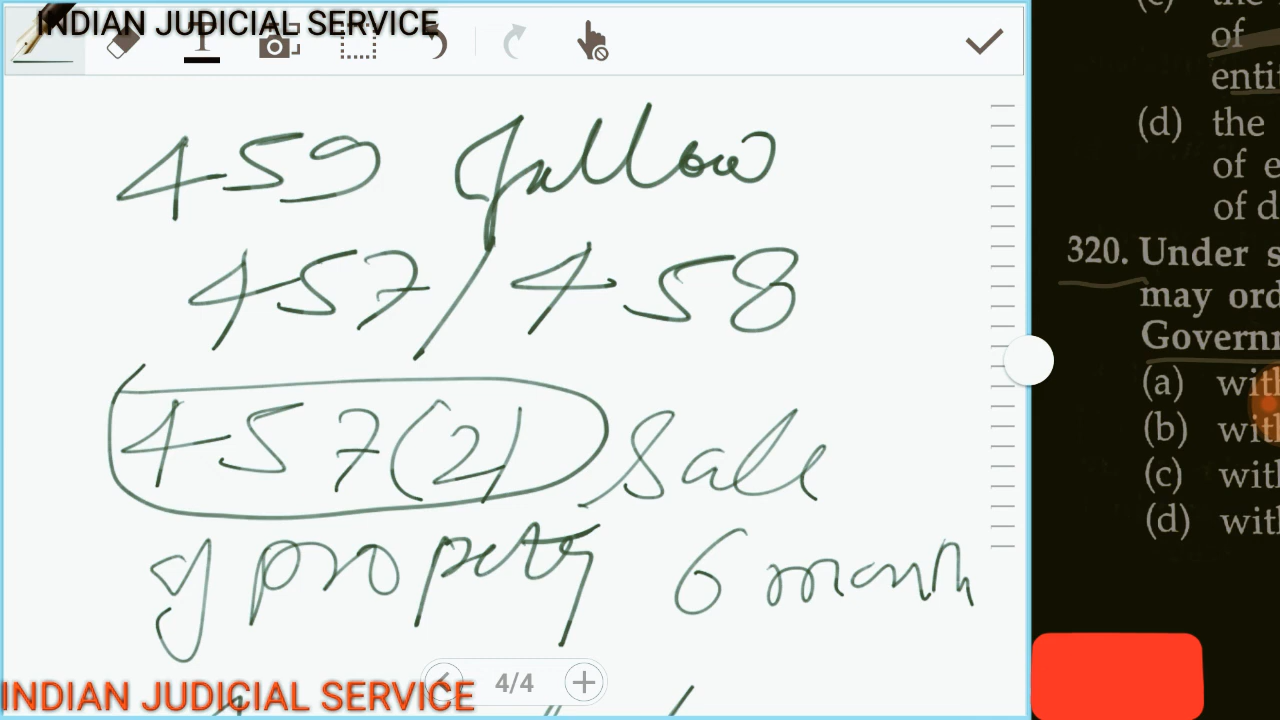 INDIAN JUDICIAL SERVICE
459 follow
457/458
457(2) Sale
of property 6 month
4/4
INDIAN JUDICIAL SERVICE
of
enti
(d) the
of e
of d
320. Under s
may ord
Governm
(a) with
(b) with
(c) with
(d) with